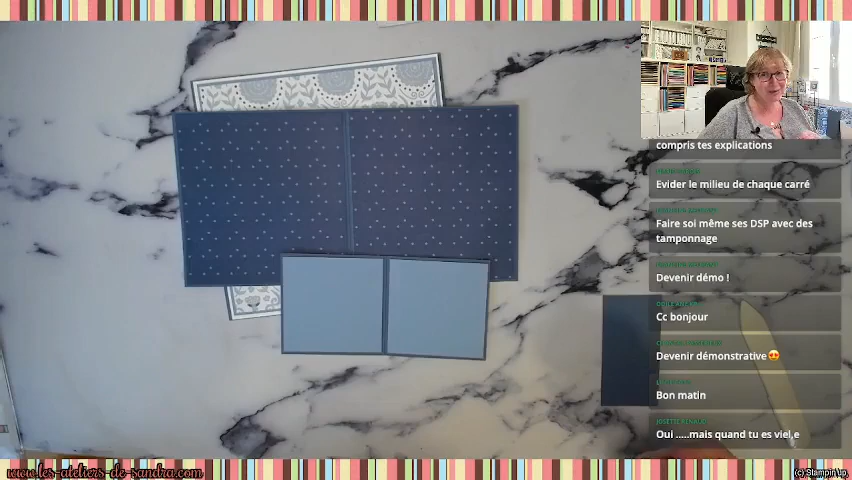 compris tes explications
Evider le milieu de chaque carré
Faire soi même ses DSP avec des
tamponnage
Devenir démo !
Cc bonjour
Devenir démonstrative😍
Bon matin
Oui .....mais quand tu es viel,e
www.les-ateliers-de-sandra.com
(c) Stampin'up